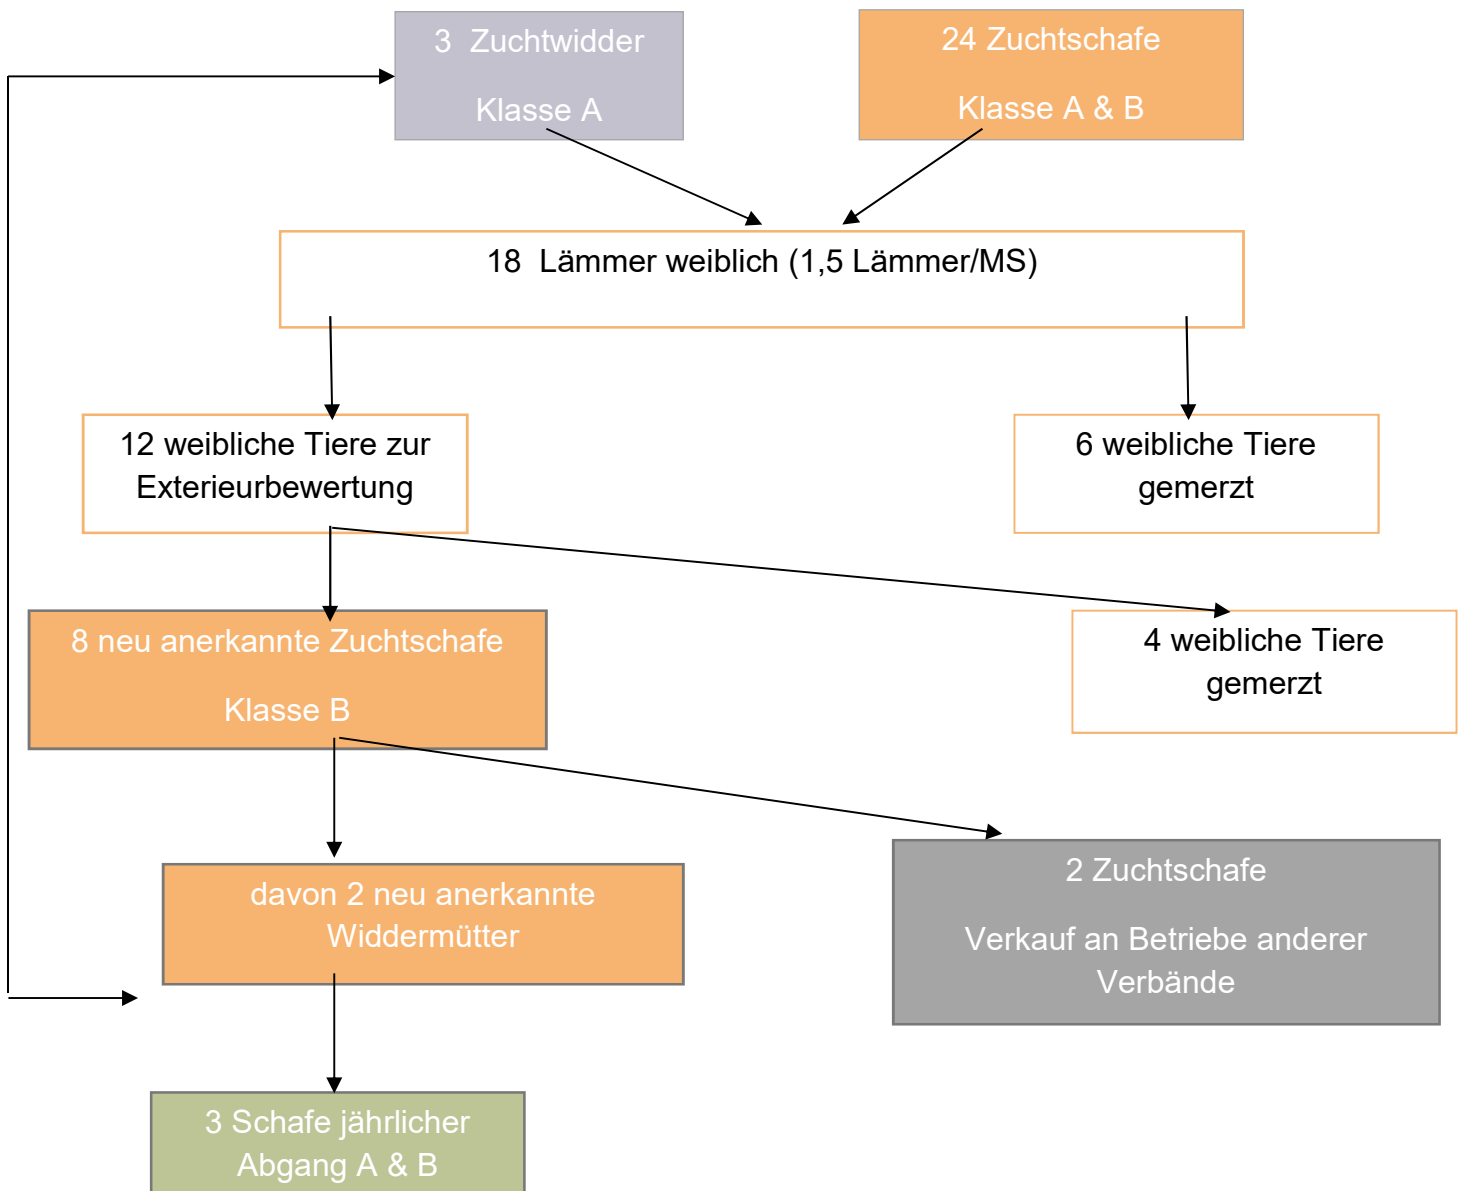 3  Zuchtwidder
Klasse A
24 Zuchtschafe
Klasse A & B
18  Lämmer weiblich (1,5 Lämmer/MS)
12 weibliche Tiere zur
Exterieurbewertung
6 weibliche Tiere
gemerzt
8 neu anerkannte Zuchtschafe
Klasse B
4 weibliche Tiere
gemerzt
davon 2 neu anerkannte
Widdermütter
2 Zuchtschafe
Verkauf an Betriebe anderer
Verbände
3 Schafe jährlicher
Abgang A & B